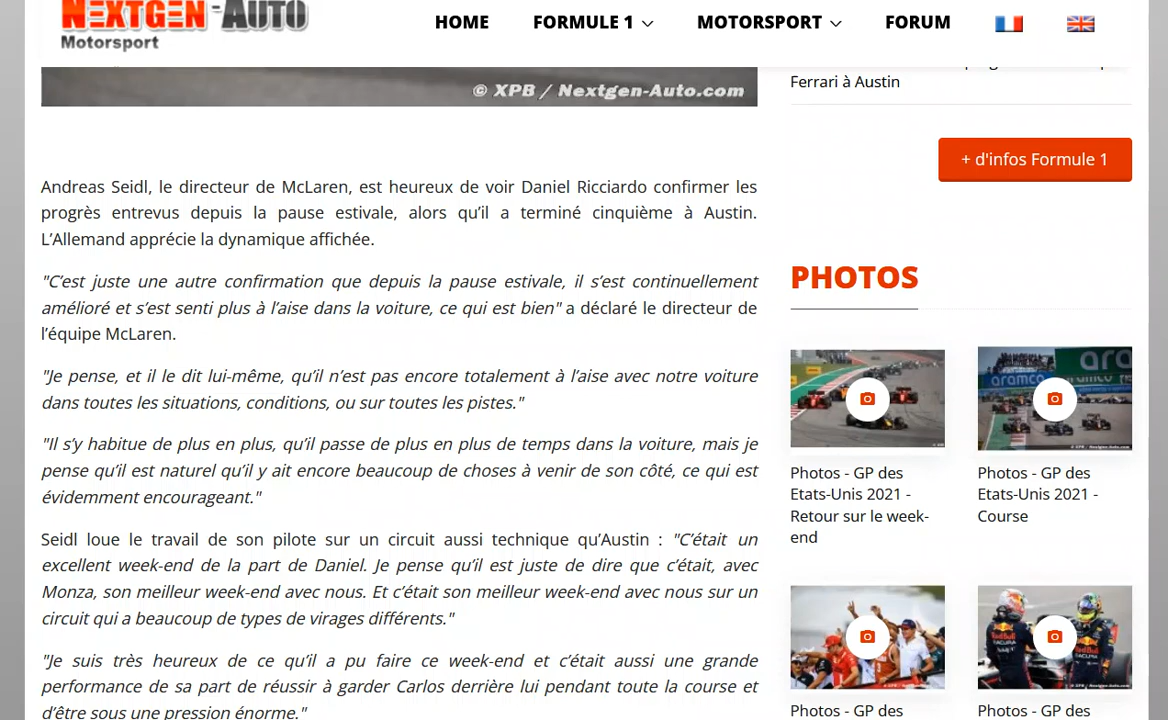 NEXTGEN-AUTO
Motorsport
HOME
FORMULE 1
MOTORSPORT
FORUM
© XPB / Nextgen-Auto.com
Andreas Seidl, le directeur de McLaren, est heureux de voir Daniel Ricciardo confirmer les
progrès entrevus depuis la pause estivale, alors qu’il a terminé cinquième à Austin.
L’Allemand apprécie la dynamique affichée.
"C’est juste une autre confirmation que depuis la pause estivale, il s’est continuellement
amélioré et s’est senti plus à l’aise dans la voiture, ce qui est bien" a déclaré le directeur de
l’équipe McLaren.
"Je pense, et il le dit lui-même, qu’il n’est pas encore totalement à l’aise avec notre voiture
dans toutes les situations, conditions, ou sur toutes les pistes."
"Il s’y habitue de plus en plus, qu’il passe de plus en plus de temps dans la voiture, mais je
pense qu’il est naturel qu’il y ait encore beaucoup de choses à venir de son côté, ce qui est
évidemment encourageant."
Seidl loue le travail de son pilote sur un circuit aussi technique qu’Austin : "C’était un
excellent week-end de la part de Daniel. Je pense qu’il est juste de dire que c’était, avec
Monza, son meilleur week-end avec nous. Et c’était son meilleur week-end avec nous sur un
circuit qui a beaucoup de types de virages différents."
"Je suis très heureux de ce qu’il a pu faire ce week-end et c’était aussi une grande
performance de sa part de réussir à garder Carlos derrière lui pendant toute la course et
d’être sous une pression énorme."
Ferrari à Austin
+ d'infos Formule 1
PHOTOS
aramco
Photos - GP des
Etats-Unis 2021 -
Retour sur le week-
end
Photos - GP des
Etats-Unis 2021 -
Course
Photos - GP des
Photos - GP des